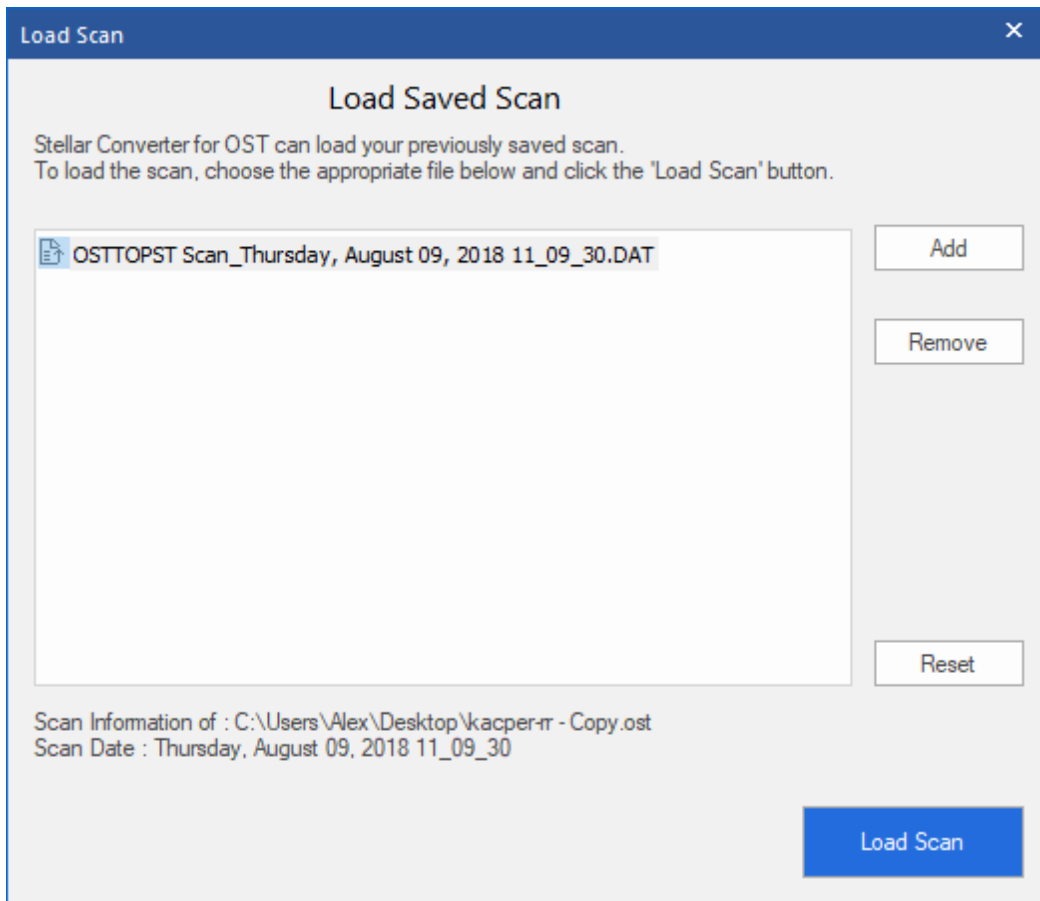 Load Scan
Load Saved Scan
Stellar Converter for OST can load your previously saved scan.
To load the scan, choose the appropriate file below and click the 'Load Scan' button.
OSTTOPST Scan_Thursday, August 09, 2018 11_09_30.DAT
Add
Remove
Reset
Scan Information of : C:\Users\Alex\Desktop\kacper-rr - Copy.ost
Scan Date : Thursday, August 09, 2018 11_09_30
Load Scan